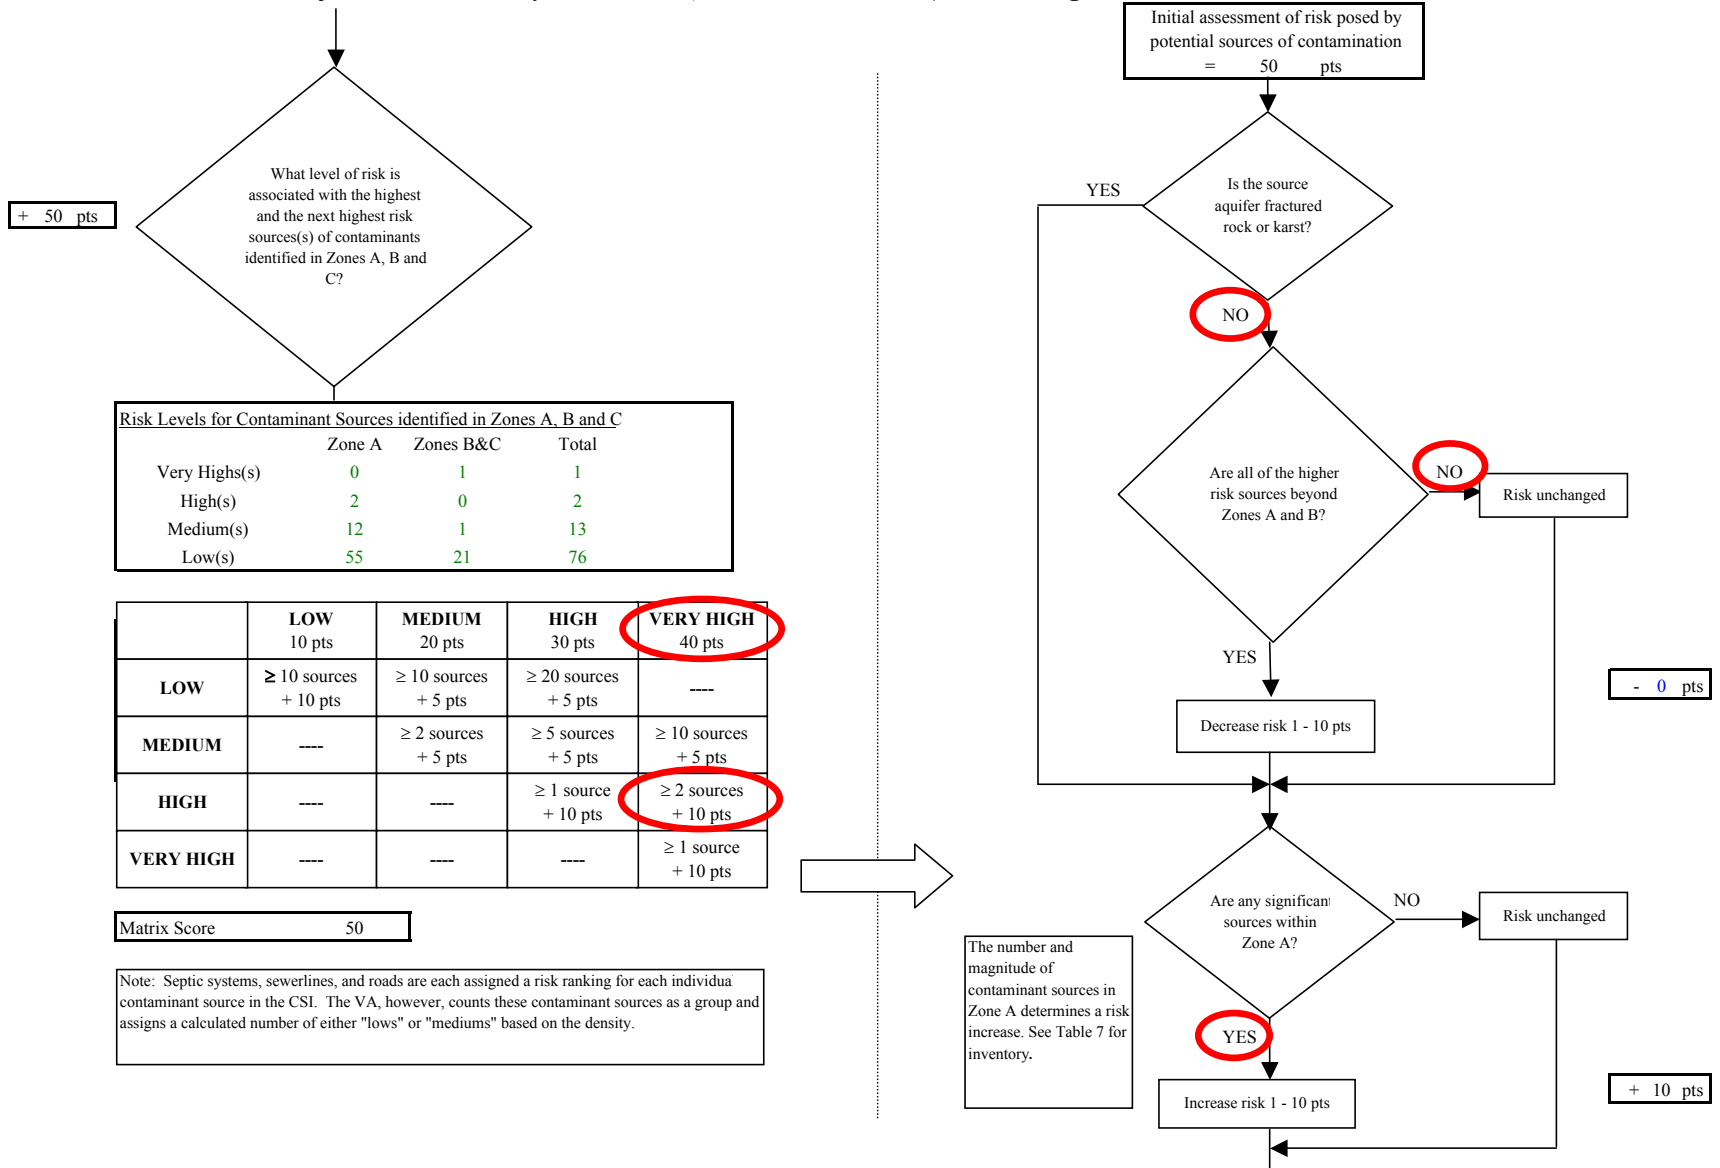 + 50 pts
What level of risk is
associated with the highest
and the next highest risk
sources(s) of contaminants
identified in Zones A, B and
C?
Risk Levels for Contaminant Sources identified in Zones A, B and C
Zone A Zones B&C Total
Very Highs(s) 0 1 1
High(s) 2 0 2
Medium(s) 12 1 13
Low(s) 55 21 76
LOW MEDIUM HIGH VERY HIGH
10 pts 20 pts 30 pts 40 pts
LOW ≥ 10 sources ≥ 10 sources ≥ 20 sources ----
+ 10 pts + 5 pts + 5 pts
MEDIUM ---- ≥ 2 sources ≥ 5 sources ≥ 10 sources
+ 5 pts + 5 pts + 5 pts
HIGH ---- ---- ≥ 1 source ≥ 2 sources
+ 10 pts + 10 pts
VERY HIGH ---- ---- ---- ≥ 1 source
+ 10 pts
Matrix Score 50
Note: Septic systems, sewerlines, and roads are each assigned a risk ranking for each individua
contaminant source in the CSI. The VA, however, counts these contaminant sources as a group and
assigns a calculated number of either "lows" or "mediums" based on the density.
Initial assessment of risk posed by
potential sources of contamination
= 50 pts
Is the source
aquifer fractured
rock or karst?
YES
NO
Are all of the higher
risk sources beyond
Zones A and B?
NO
Risk unchanged
YES
Decrease risk 1 - 10 pts
- 0 pts
Are any significant
sources within
Zone A?
NO
Risk unchanged
The number and
magnitude of
contaminant sources in
Zone A determines a risk
increase. See Table 7 for
inventory.
YES
Increase risk 1 - 10 pts
+ 10 pts